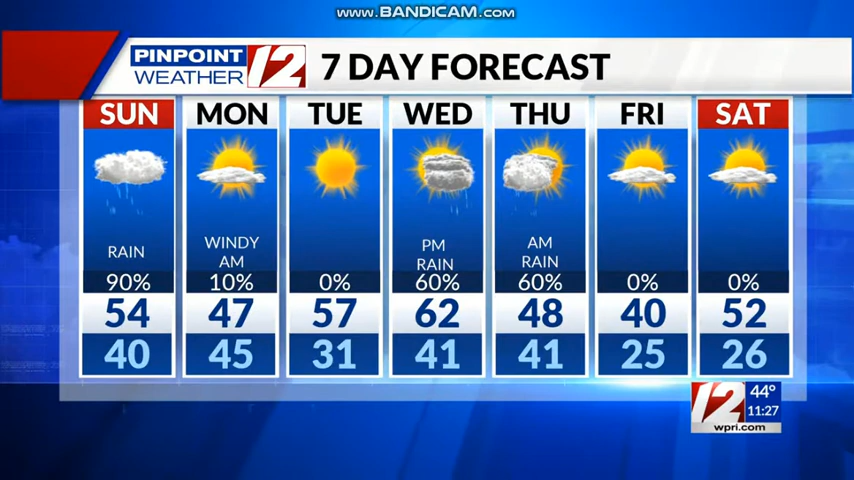 WWW.BANDICAM.COM
PINPOINT
WEATHER 12
7 DAY FORECAST
SUN MON TUE WED THU FRI SAT
RAIN
WINDY
AM
PM
RAIN
AM
RAIN
90% 10% 0% 60% 60% 0% 0%
54 47 57 62 48 40 52
40 45 31 41 41 25 26
12
44°
11:27
wpri.com